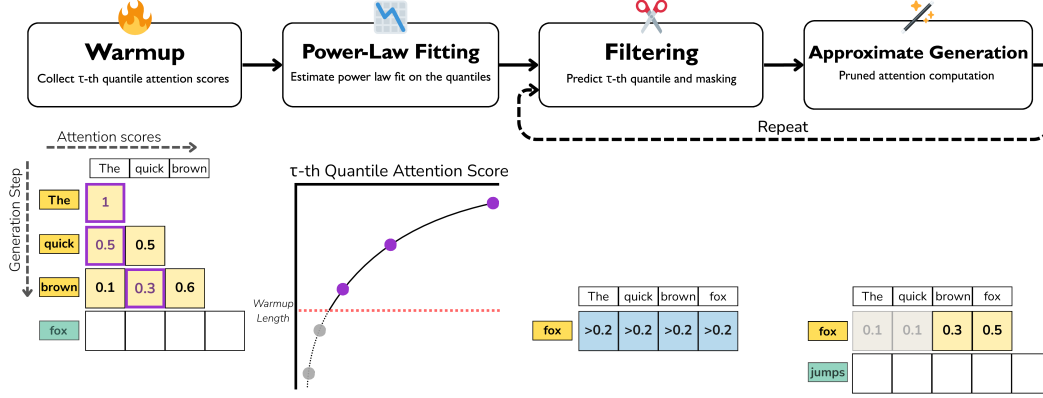 Warmup
Collect τ-th quantile attention scores
Power-Law Fitting
Estimate power law fit on the quantiles
Filtering
Predict τ-th quantile and masking
Approximate Generation
Pruned attention computation
Repeat
Attention scores
Generation Step
The quick brown
The 1
quick 0.5 0.5
brown 0.1 0.3 0.6
fox
τ-th Quantile Attention Score
Warmup
Length
The quick brown fox
fox >0.2 >0.2 >0.2 >0.2
The quick brown fox
fox 0.1 0.1 0.3 0.5
jumps